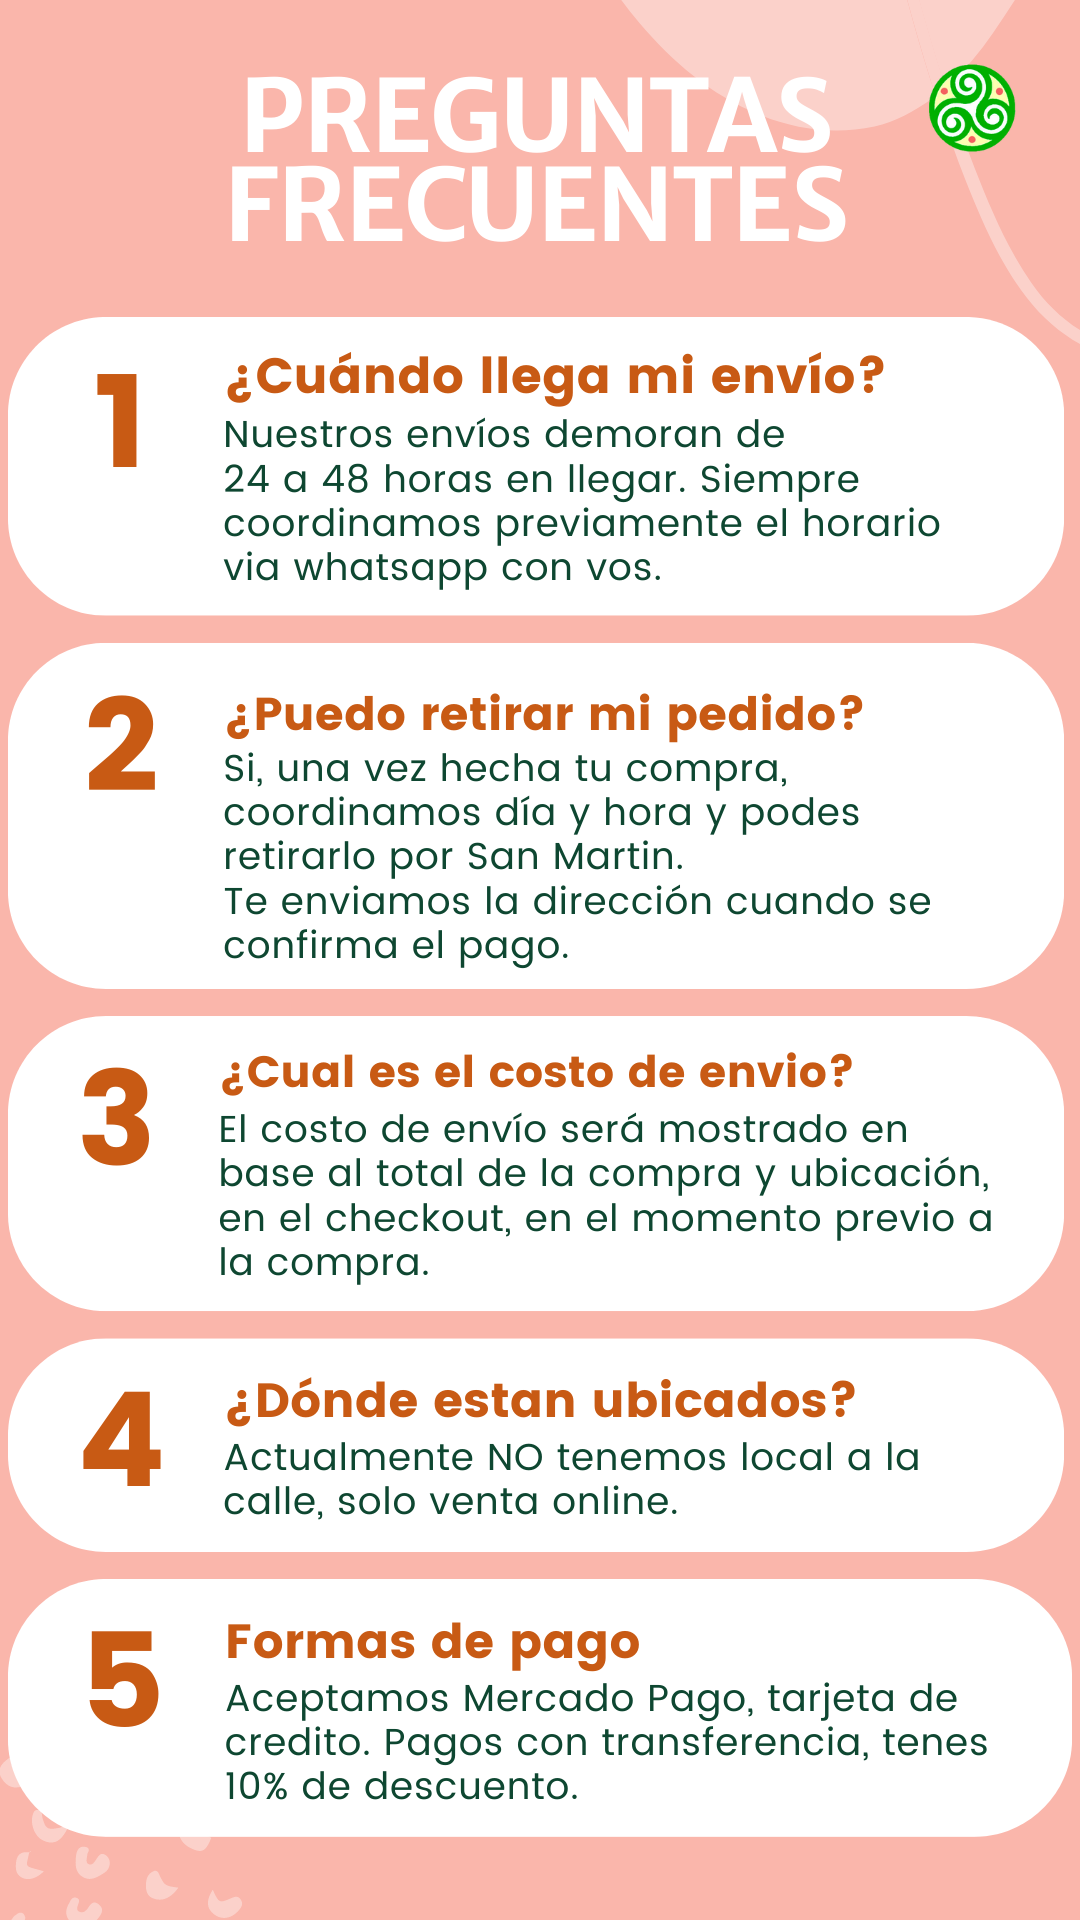 PREGUNTAS
FRECUENTES
1
¿Cuándo llega mi envío?
Nuestros envíos demoran de
24 a 48 horas en llegar. Siempre
coordinamos previamente el horario
via whatsapp con vos.
2
¿Puedo retirar mi pedido?
Si, una vez hecha tu compra,
coordinamos día y hora y podes
retirarlo por San Martin.
Te enviamos la dirección cuando se
confirma el pago.
3
¿Cual es el costo de envio?
El costo de envío será mostrado en
base al total de la compra y ubicación,
en el checkout, en el momento previo a
la compra.
4
¿Dónde estan ubicados?
Actualmente NO tenemos local a la
calle, solo venta online.
5
Formas de pago
Aceptamos Mercado Pago, tarjeta de
credito. Pagos con transferencia, tenes
10% de descuento.